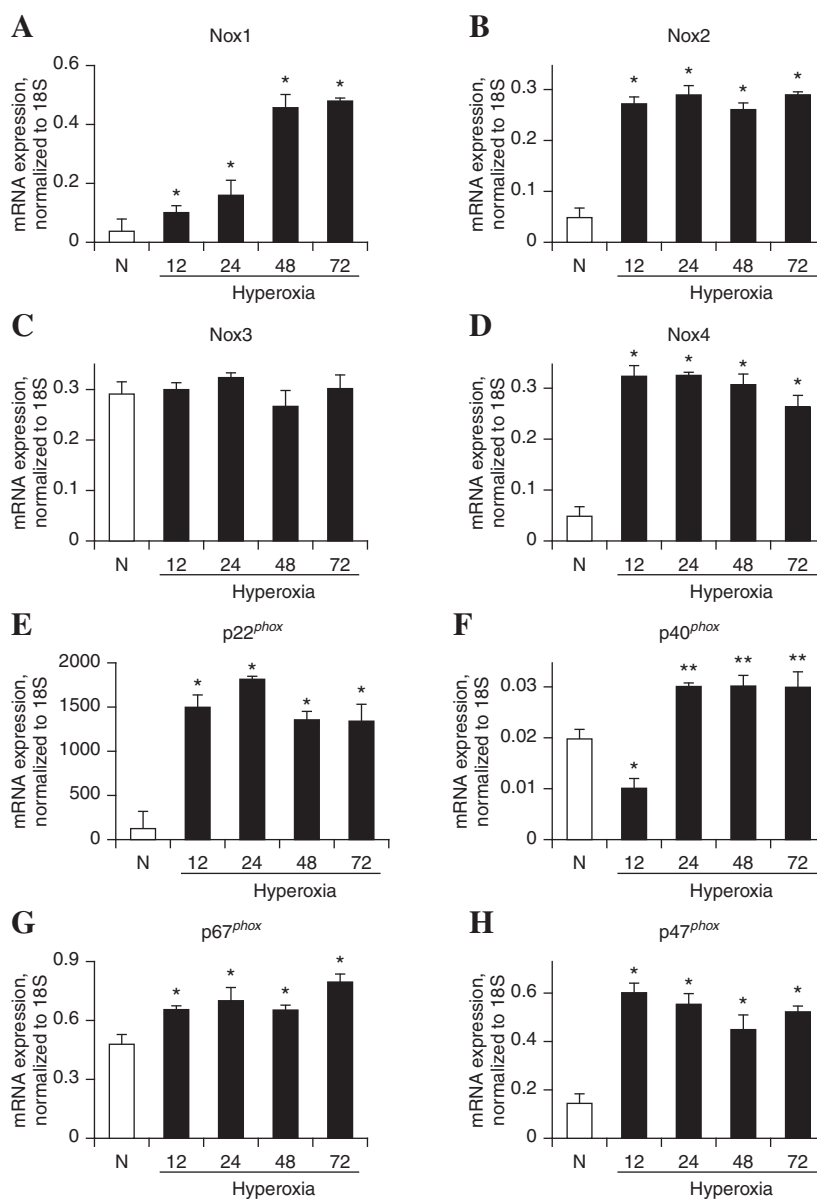 A
Nox1
mRNA expression,
normalized to 18S
0.6
0.4
0.2
0
*
*
*
*
N
12
24
48
72
Hyperoxia
B
Nox2
mRNA expression,
normalized to 18S
0.3
0.2
0.1
0
*
*
*
*
N
12
24
48
72
Hyperoxia
C
Nox3
mRNA expression,
normalized to 18S
0.3
0.2
0.1
0
N
12
24
48
72
Hyperoxia
D
Nox4
mRNA expression,
normalized to 18S
0.3
0.2
0.1
0
*
*
*
*
N
12
24
48
72
Hyperoxia
E
p22phox
mRNA expression,
normalized to 18S
2000
1500
1000
500
0
*
*
*
*
N
12
24
48
72
Hyperoxia
F
p40phox
mRNA expression,
normalized to 18S
0.03
0.02
0.01
0
*
**
**
**
N
12
24
48
72
Hyperoxia
G
p67phox
mRNA expression,
normalized to 18S
0.9
0.6
0.3
0
*
*
*
*
N
12
24
48
72
Hyperoxia
H
p47phox
mRNA expression,
normalized to 18S
0.6
0.4
0.2
0
*
*
*
*
N
12
24
48
72
Hyperoxia